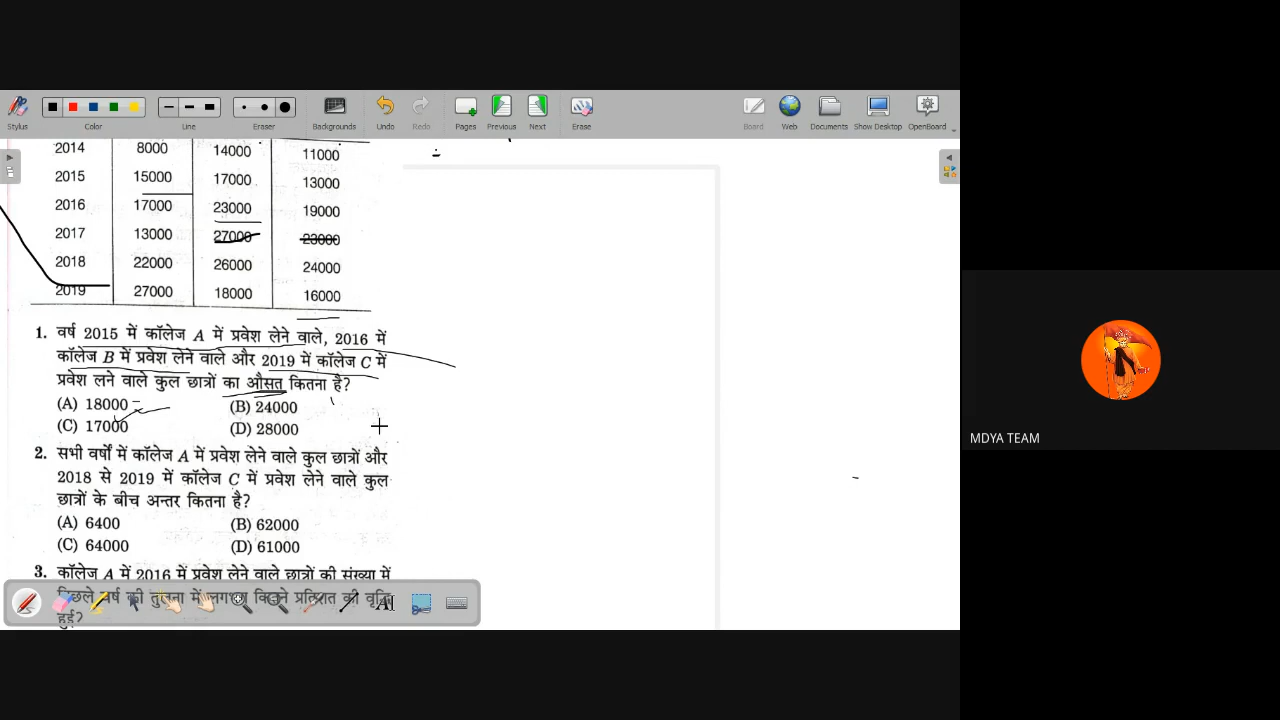 Stylus Color Line Eraser Backgrounds Undo Redo Pages Previous Next Erase Board Web Documents Show Desktop OpenBoard
2014 8000 14000 11000
2015 15000 17000 13000
2016 17000 23000 19000
2017 13000 27000 23000
2018 22000 26000 24000
2019 27000 18000 16000
1. वर्ष 2015 में कॉलेज A में प्रवेश लेने वाले, 2016 में
कॉलेज B में प्रवेश लेने वाले और 2019 में कॉलेज C में
प्रवेश लने वाले कुल छात्रों का औसत कितना है?
(A) 18000 (B) 24000
(C) 17000 (D) 28000
2. सभी वर्षों में कॉलेज A में प्रवेश लेने वाले कुल छात्रों और
2018 से 2019 में कॉलेज C में प्रवेश लेने वाले कुल
छात्रों के बीच अन्तर कितना है?
(A) 6400 (B) 62000
(C) 64000 (D) 61000
3. कॉलेज A में 2016 में प्रवेश लेने वाले छात्रों की संख्या में
वर्ष की तुलना में की वृद्धि
हुई?
MDYA TEAM